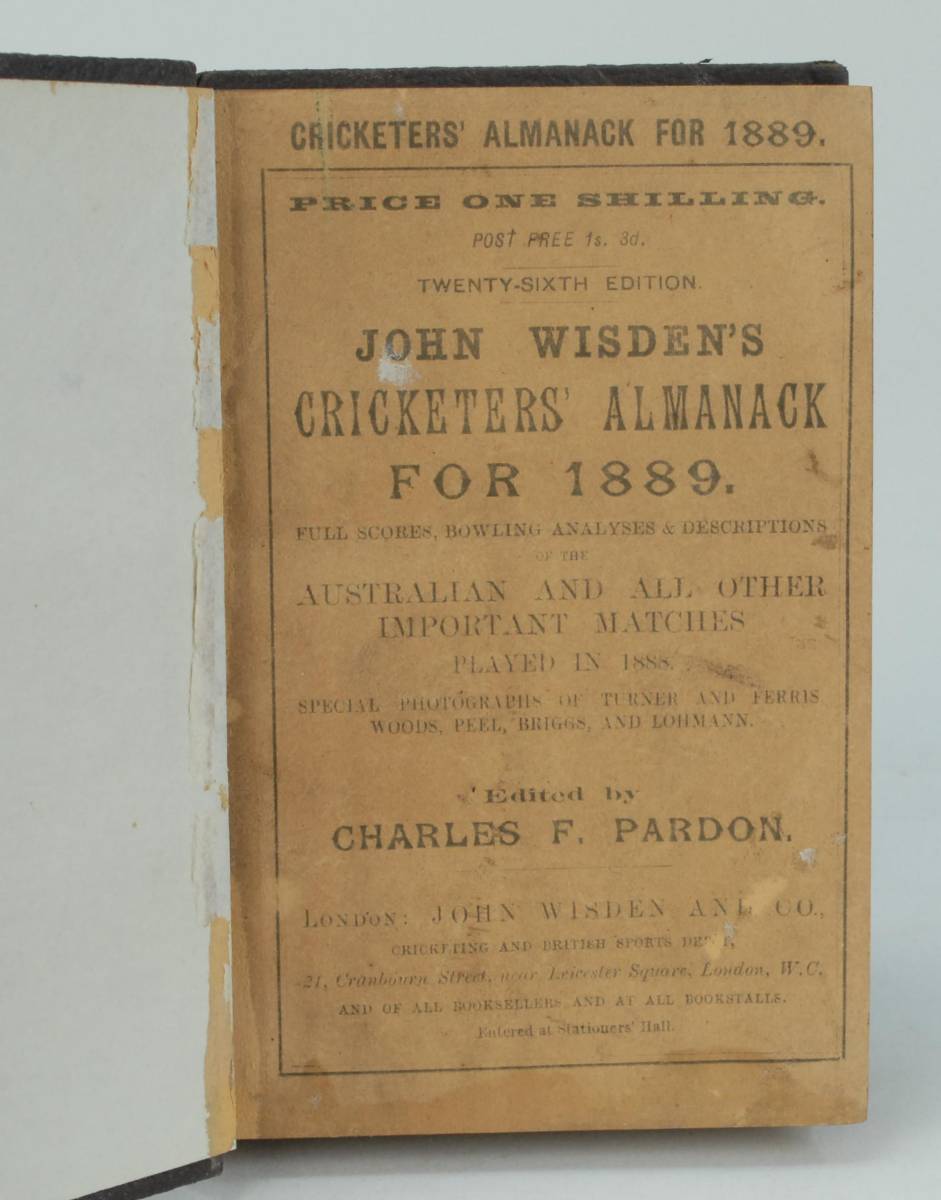 CRICKETERS' ALMANACK FOR 1889.
PRICE ONE SHILLING.
POST FREE 1s. 3d.
TWENTY-SIXTH EDITION.
JOHN WISDEN'S
CRICKETERS' ALMANACK
FOR 1889.
FULL SCORES, BOWLING ANALYSES & DESCRIPTIONS
OF THE
AUSTRALIAN AND ALL OTHER
IMPORTANT MATCHES
PLAYED IN 1888.
SPECIAL PHOTOGRAPHS OF TURNER AND FERRIS
WOODS, PEEL, BRIGGS, AND LOHMANN.
Edited by
CHARLES F. PARDON.
LONDON: JOHN WISDEN AND CO.,
CRICKETING AND BRITISH SPORTS
21, Cranbourn Street, near Leicester Square, London, W.C.
AND OF ALL BOOKSELLERS AND AT ALL BOOKSTALLS.
Entered at Stationers' Hall.